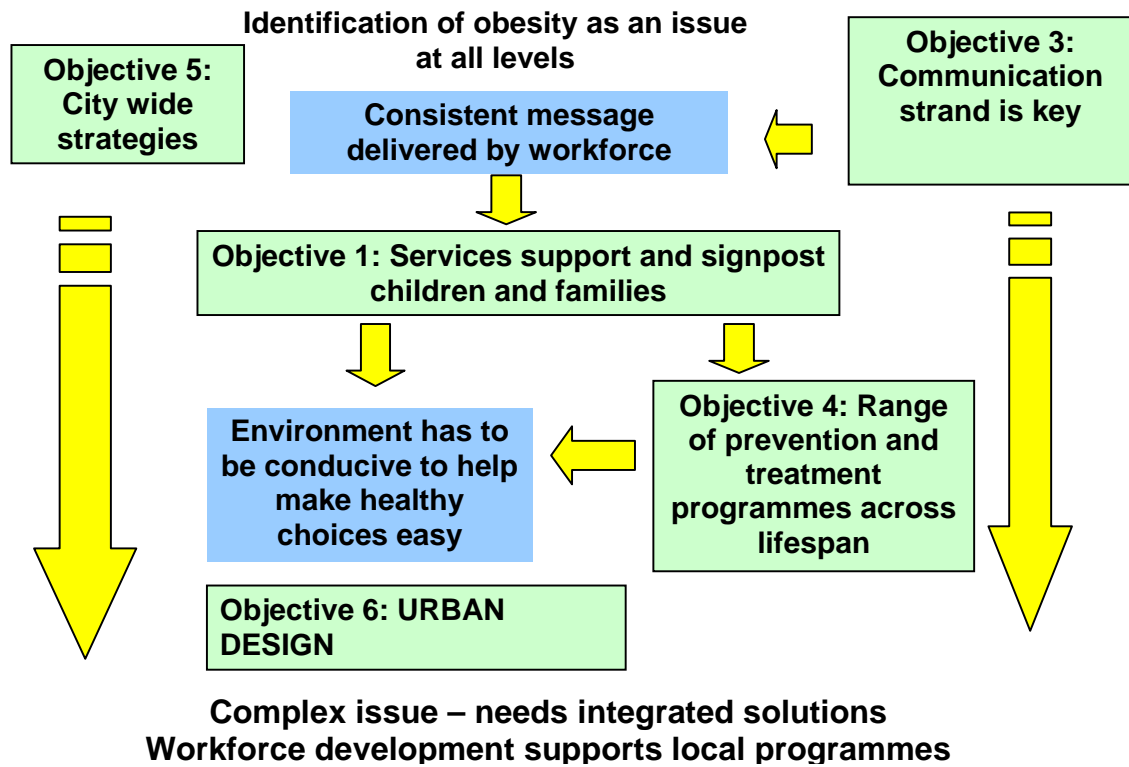 Identification of obesity as an issue
at all levels
Objective 5:
City wide
strategies
Consistent message
delivered by workforce
Objective 3:
Communication
strand is key
Objective 1: Services support and signpost
children and families
Environment has to
be conducive to help
make healthy
choices easy
Objective 4: Range
of prevention and
treatment
programmes across
lifespan
Objective 6: URBAN
DESIGN
Complex issue – needs integrated solutions
Workforce development supports local programmes